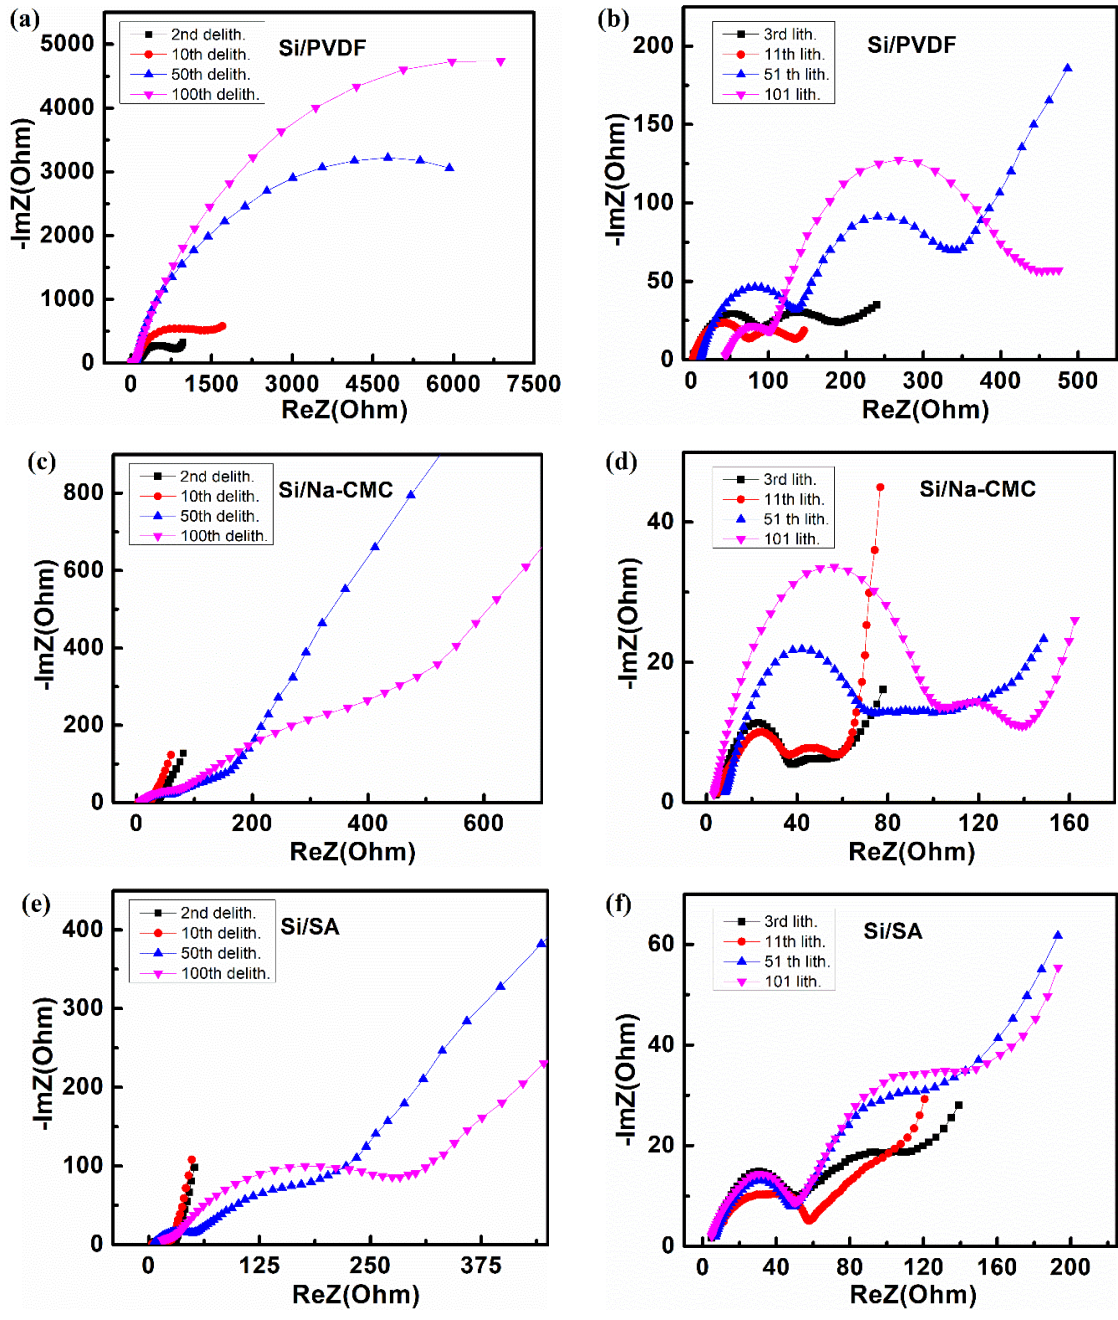 (a)
2nd delith.
10th delith.
50th delith.
100th delith.
Si/PVDF
-ImZ(Ohm)
5000
4000
3000
2000
1000
0
0 1500 3000 4500 6000 7500
ReZ(Ohm)
(b)
3rd lith.
11th lith.
51 th lith.
101 lith.
Si/PVDF
-ImZ(Ohm)
200
150
100
50
0
0 100 200 300 400 500
ReZ(Ohm)
(c)
2nd delith.
10th delith.
50th delith.
100th delith.
Si/Na-CMC
-ImZ(Ohm)
800
600
400
200
0
0 200 400 600
ReZ(Ohm)
(d)
3rd lith.
11th lith.
51 th lith.
101 lith.
Si/Na-CMC
-ImZ(Ohm)
40
20
0
0 40 80 120 160
ReZ(Ohm)
(e)
2nd delith.
10th delith.
50th delith.
100th delith.
Si/SA
-ImZ(Ohm)
400
300
200
100
0
0 125 250 375
ReZ(Ohm)
(f)
3rd lith.
11th lith.
51 th lith.
101 lith.
Si/SA
-ImZ(Ohm)
60
40
20
0
0 40 80 120 160 200
ReZ(Ohm)